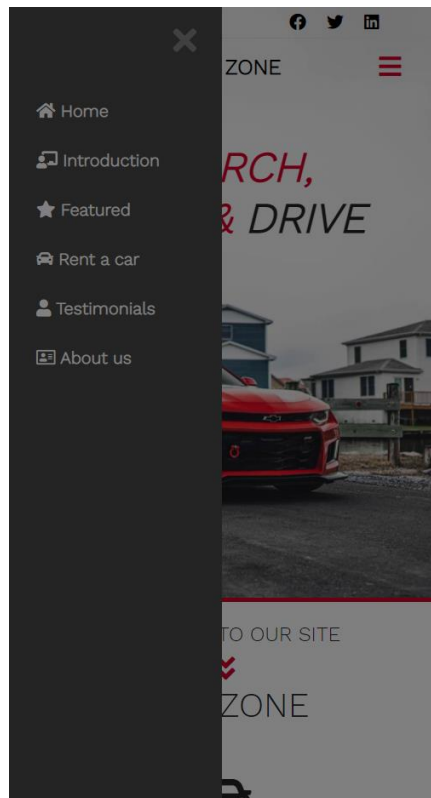 ZONE
Home
Introduction
RCH,
Featured
& DRIVE
Rent a car
Testimonials
About us
TO OUR SITE
ZONE